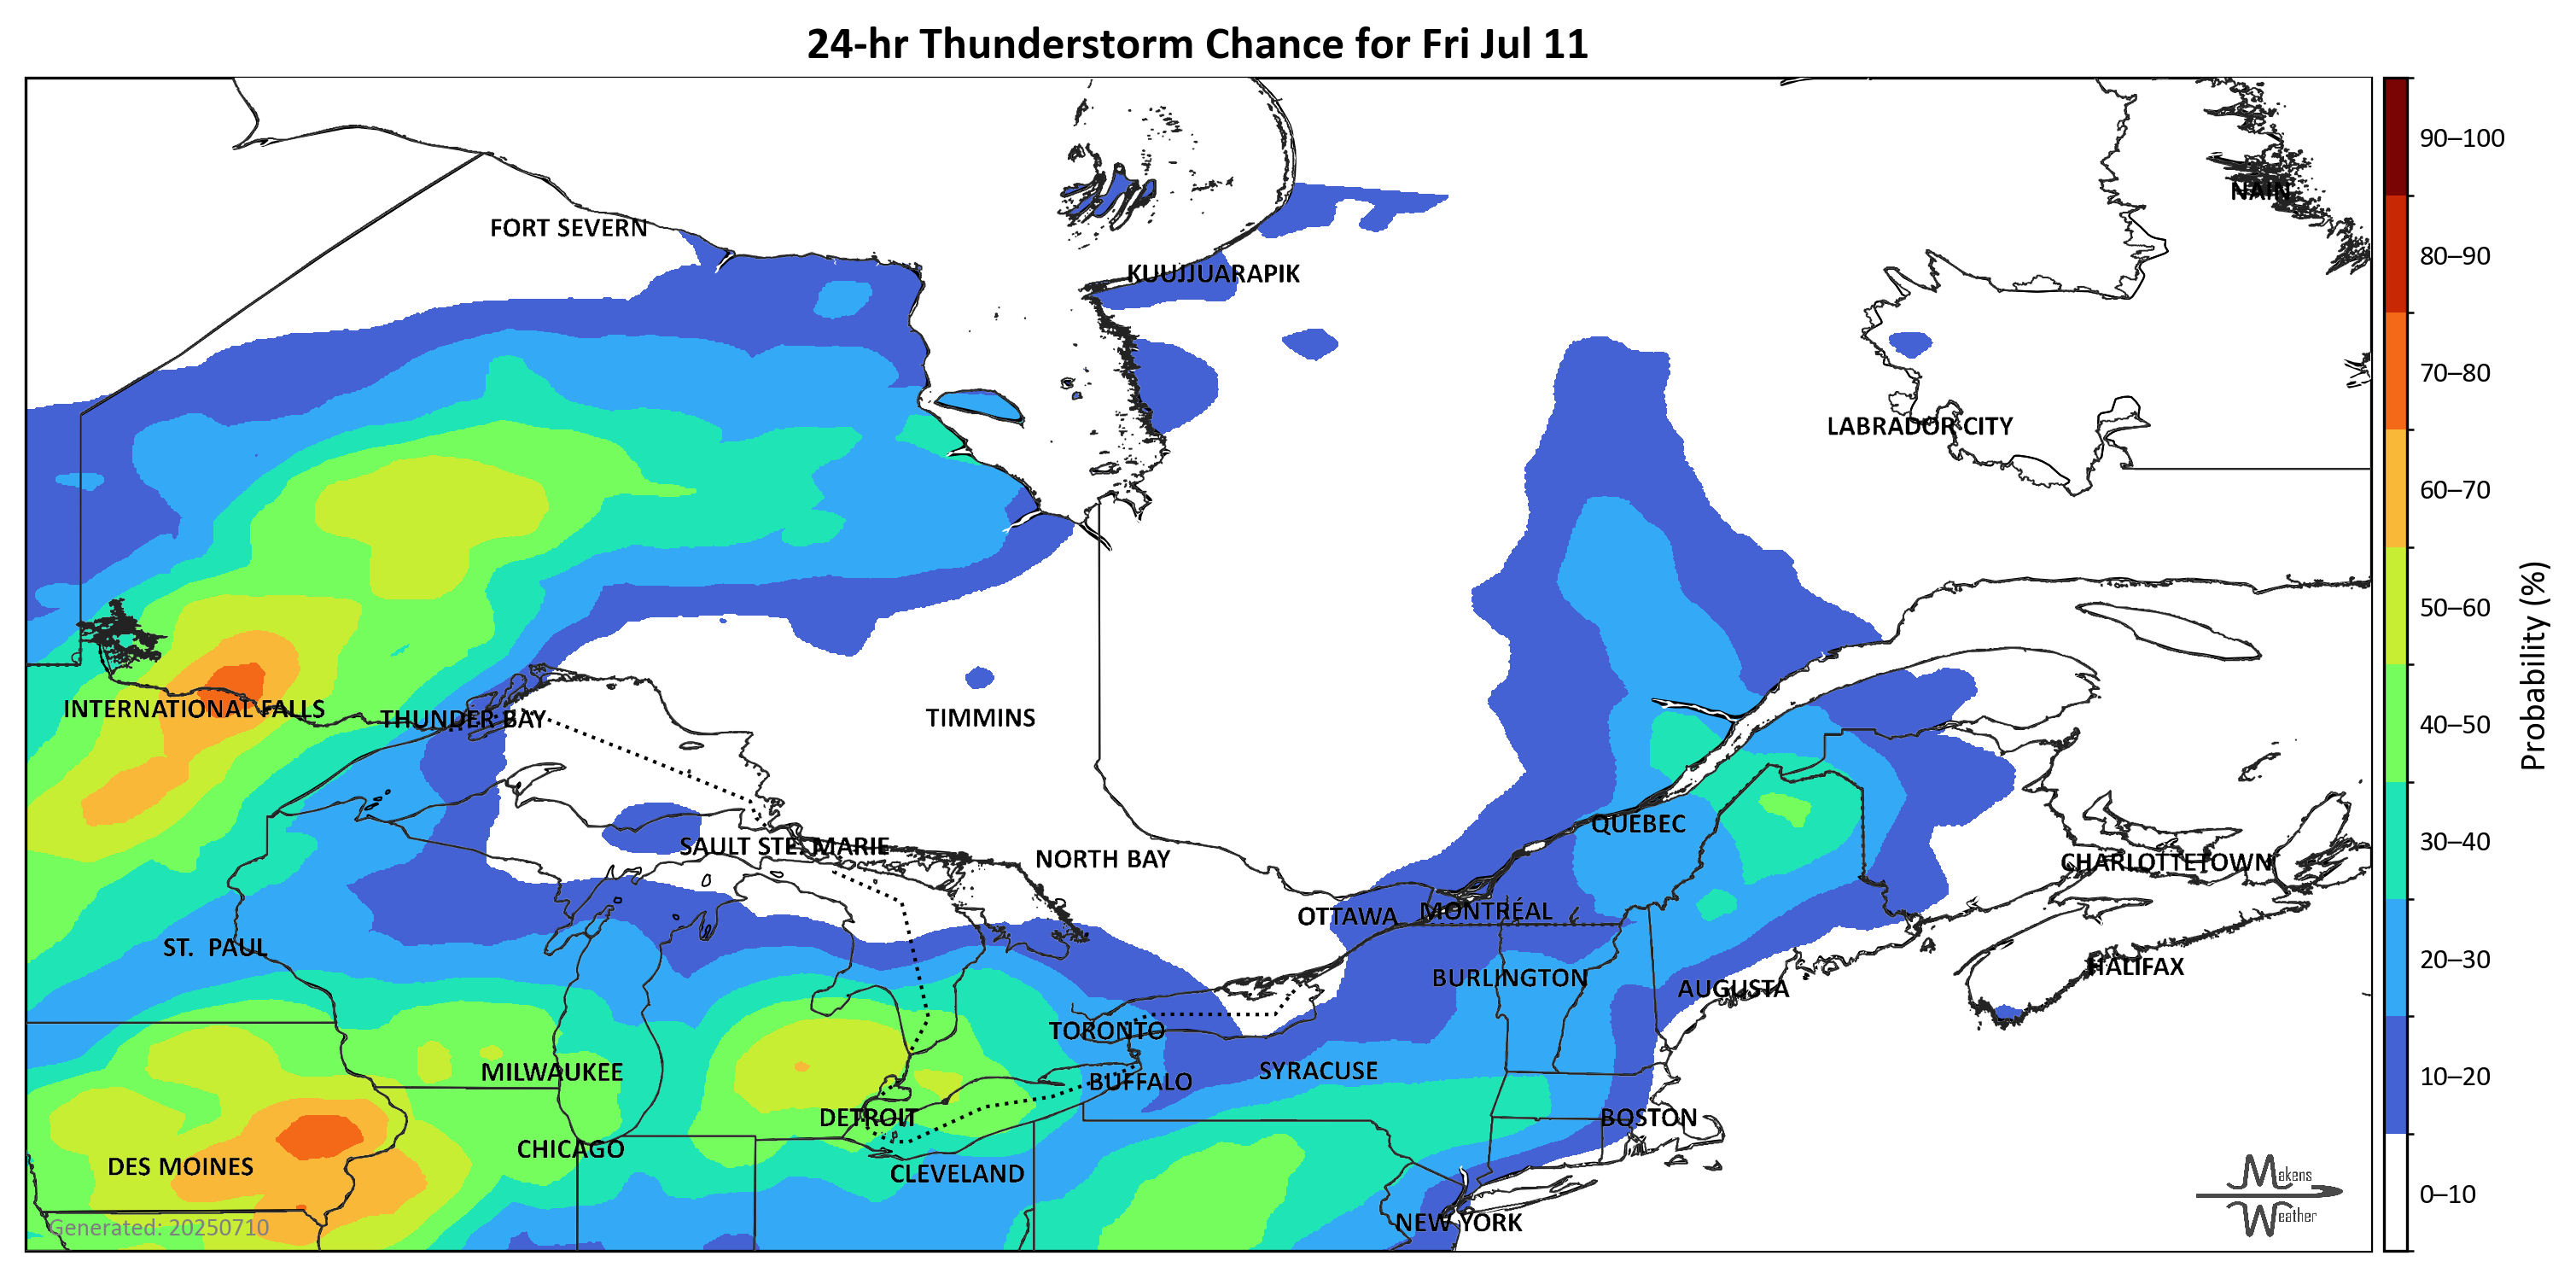 24-hr Thunderstorm Chance for Fri Jul 11
NAIN
FORT SEVERN
KUUJJUARAPIK
LABRADOR CITY
INTERNATIONAL FALLS
THUNDER BAY
TIMMINS
QUEBEC
SAULT STE. MARIE
NORTH BAY
CHARLOTTETOWN
OTTAWA
MONTRÉAL
ST. PAUL
HALIFAX
BURLINGTON
AUGUSTA
TORONTO
MILWAUKEE
SYRACUSE
BUFFALO
DETROIT
BOSTON
CHICAGO
DES MOINES
CLEVELAND
NEW YORK
Generated: 20250710
Makens
Weather
90–100
80–90
70–80
60–70
50–60
40–50
30–40
20–30
10–20
0–10
Probability (%)